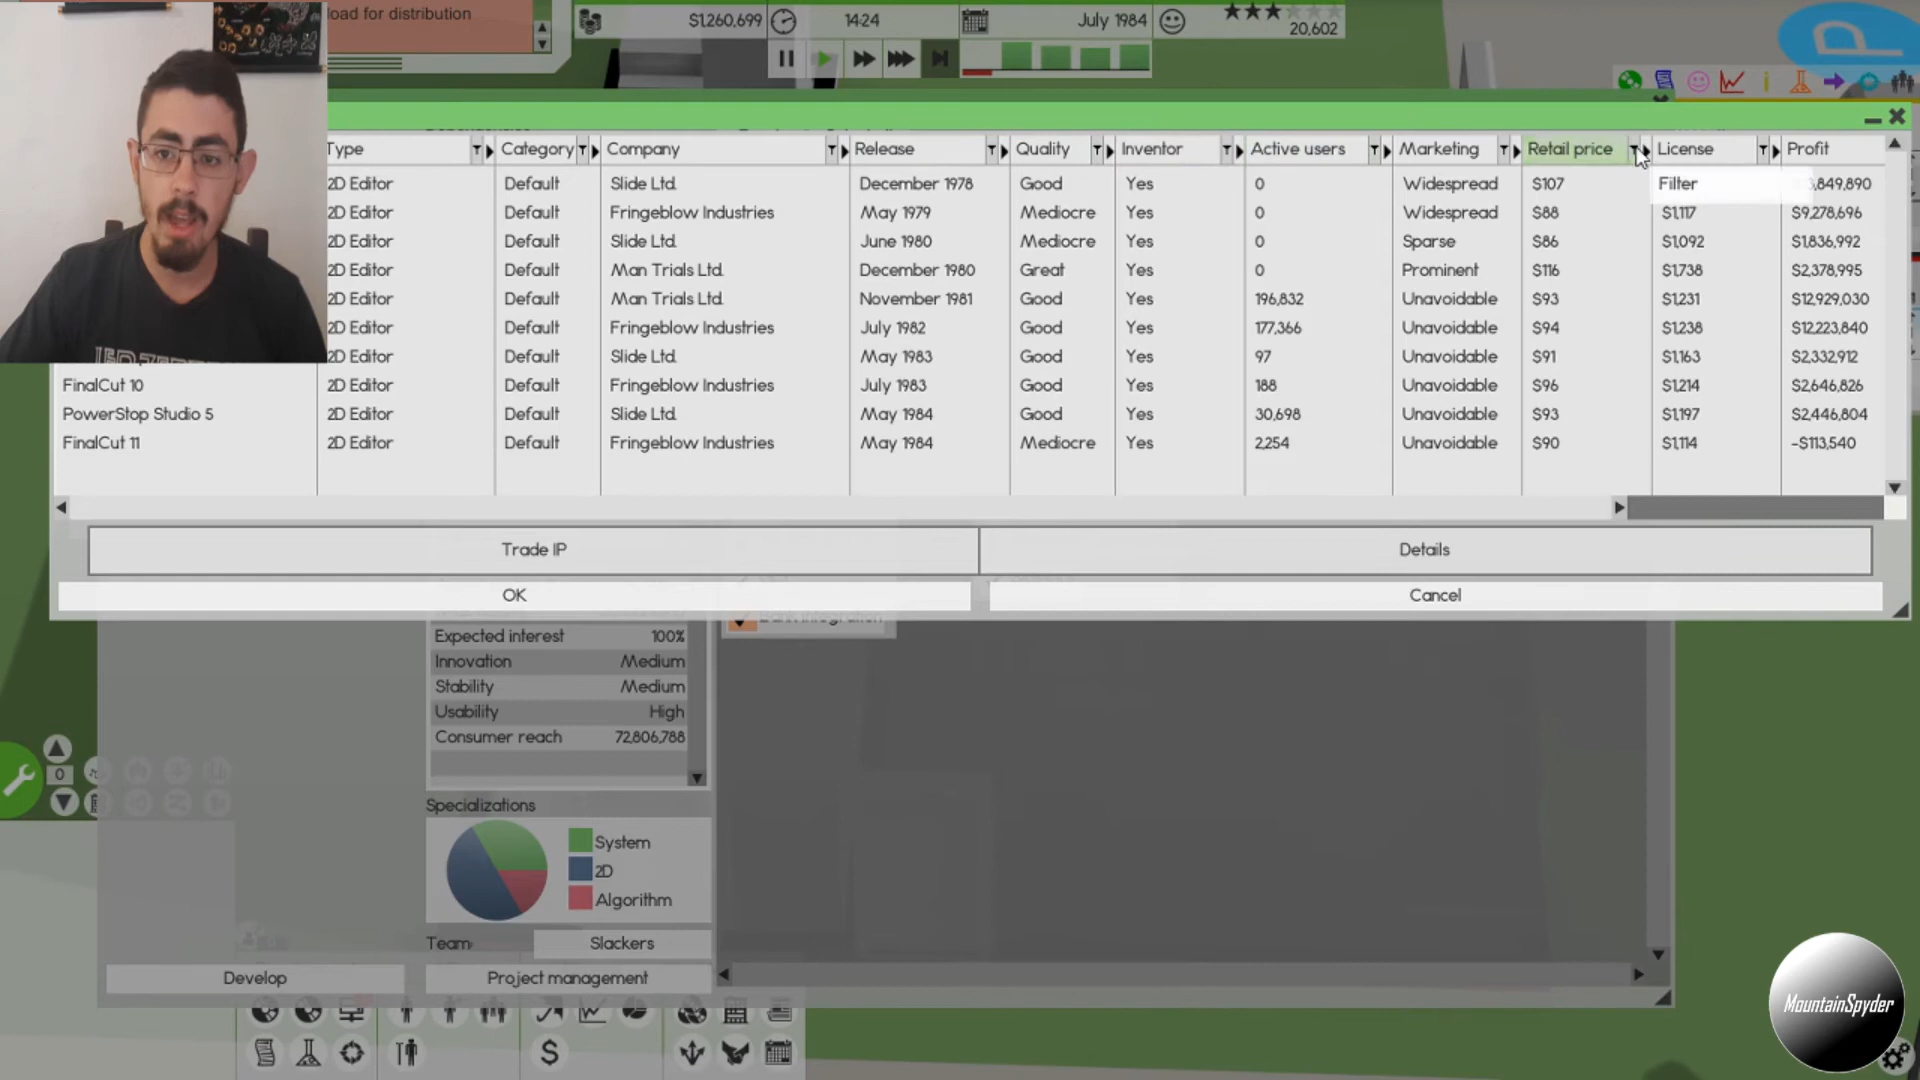 load for distribution
$1,260,699 14:24 July 1984
20,602
Type Category Company Release Quality Inventor Active users Marketing Retail price License Profit
2D Editor Default Slide Ltd. December 1978 Good Yes 0 Widespread $107 Filter 849,890
2D Editor Default Fringeblow Industries May 1979 Mediocre Yes 0 Widespread $88 $1,117 $9,278,696
2D Editor Default Slide Ltd. June 1980 Mediocre Yes 0 Sparse $86 $1,092 $1,836,992
2D Editor Default Man Trials Ltd. December 1980 Great Yes 0 Prominent $116 $1,738 $2,378,995
2D Editor Default Man Trials Ltd. November 1981 Good Yes 196,832 Unavoidable $93 $1,231 $12,929,030
2D Editor Default Fringeblow Industries July 1982 Good Yes 177,366 Unavoidable $94 $1,238 $12,223,840
2D Editor Default Slide Ltd. May 1983 Good Yes 97 Unavoidable $91 $1,163 $2,332,912
FinalCut 10 2D Editor Default Fringeblow Industries July 1983 Good Yes 188 Unavoidable $96 $1,214 $2,646,826
PowerStop Studio 5 2D Editor Default Slide Ltd. May 1984 Good Yes 30,698 Unavoidable $93 $1,197 $2,446,804
FinalCut 11 2D Editor Default Fringeblow Industries May 1984 Mediocre Yes 2,254 Unavoidable $90 $1,114 -$113,540
Trade IP Details
OK Cancel
Expected interest 100%
Innovation Medium
Stability Medium
Usability High
Consumer reach 72,806,788
Specializations
System
2D
Algorithm
Team: Slackers
Develop Project management
0
MountainSpyder